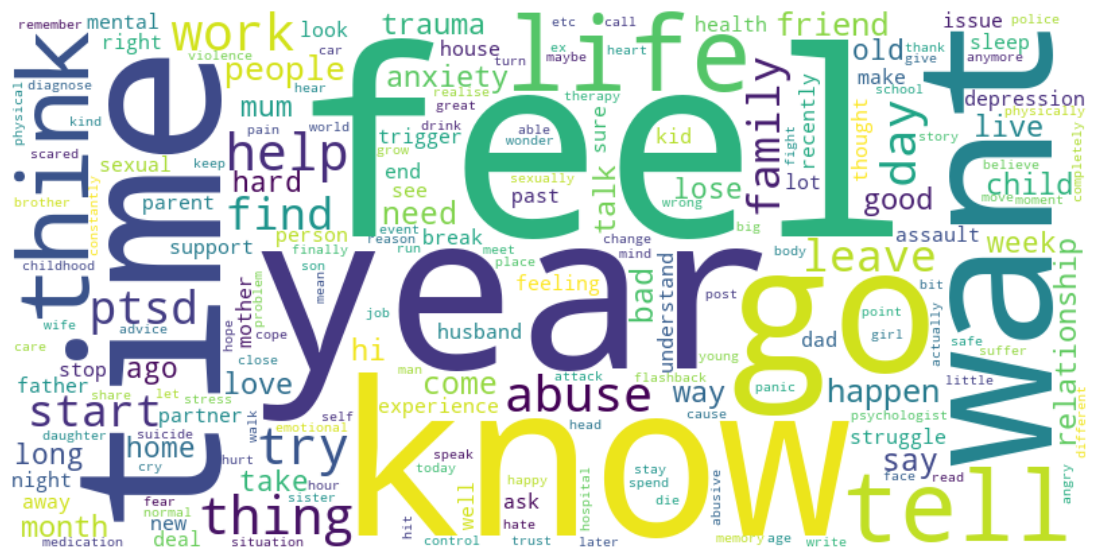 remember
mental
work
trauma
etc
call
life
health
friend
issue
police
think
right
look
car
house
ex
heart
old
thank
give
sleep
anymore
violence
time
people
hear
feel
turn
maybe
want
physical
diagnose
kind
mum
anxiety
realise
great
therapy
family
make
school
depression
physically
pain
world
trigger
drink
able
wonder
sure
kid
fight
recently
thought
day
story
live
scared
sexual
keep
help
grow
end
see
sexually
past
talk
wrong
lose
lot
good
believe
child
completely
brother
constantly
parent
hard
find
need
event
reason
break
big
move
moment
support
person
finally
run
meet
place
change
mind
body
assault
week
childhood
son
mean
year
feeling
bad
understand
post
go
leave
bit
relationship
wife
ptsd
advice
mother
problem
hope
cope
job
husband
dad
point
girl
actually
safe
suffer
care
stop
ago
close
hi
man
young
father
share
let
stress
love
come
attack
flashback
panic
happen
little
different
start
partner
experience
abuse
way
cause
psychologist
daughter
suicide
home
walk
self
emotional
try
know
head
struggle
long
cry
hurt
speak
say
face
read
night
take
hour
today
happy
stay
spend
die
tell
angry
away
fear
normal
sister
well
ask
hospital
abusive
month
new
deal
thing
hit
hate
memory
age
medication
situation
control
trust
later
write